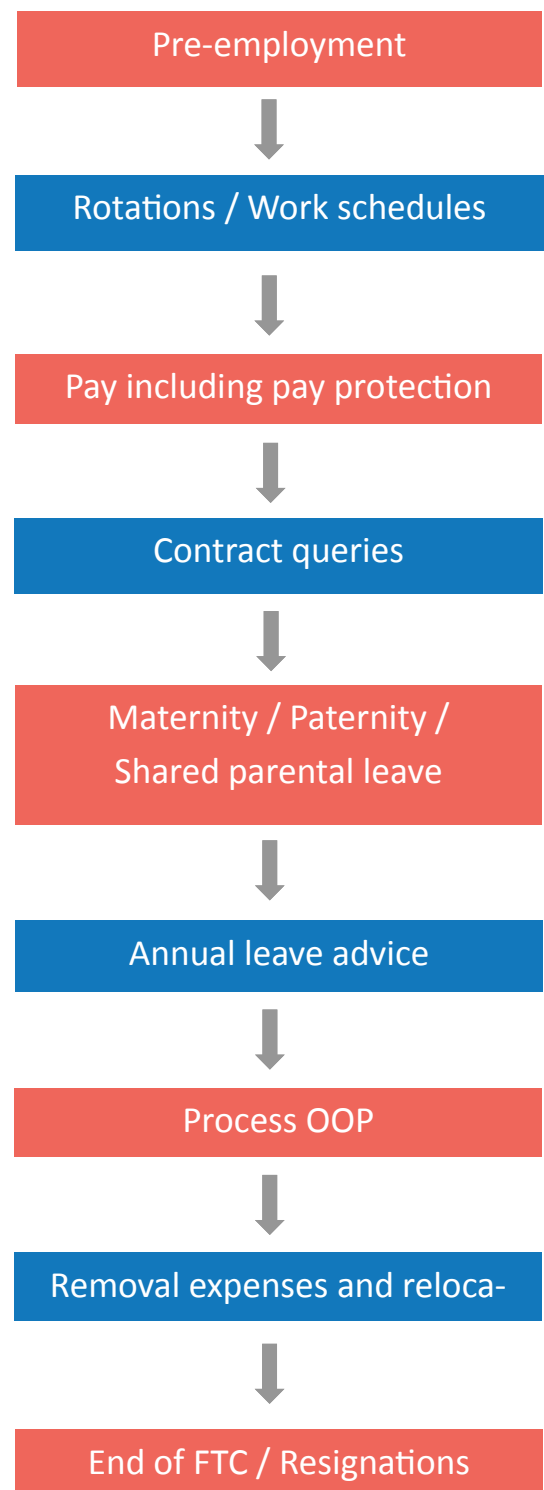 Pre-employment
Rotations / Work schedules
Pay including pay protection
Contract queries
Maternity / Paternity /
Shared parental leave
Annual leave advice
Process OOP
Removal expenses and reloca-
End of FTC / Resignations